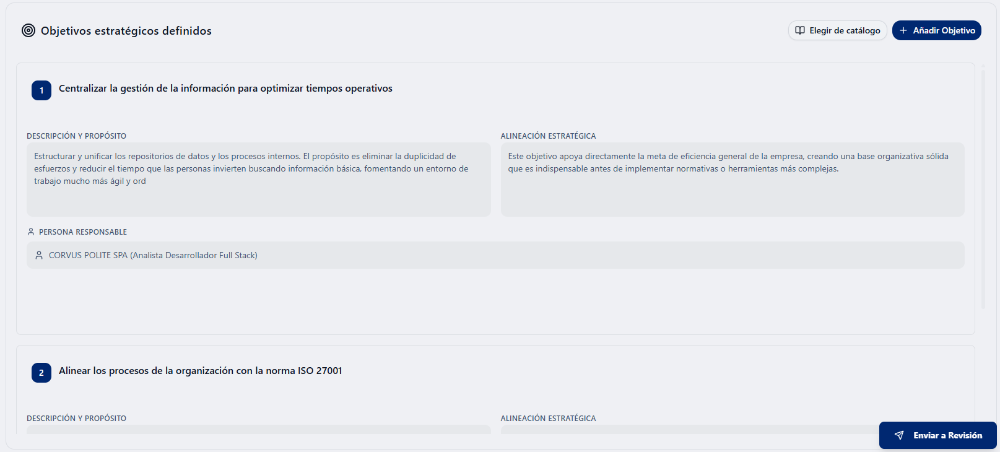 Objetivos estratégicos definidos
Elegir de catálogo
Añadir Objetivo
1
Centralizar la gestión de la información para optimizar tiempos operativos
DESCRIPCIÓN Y PROPÓSITO
Estructurar y unificar los repositorios de datos y los procesos internos. El propósito es eliminar la duplicidad de
esfuerzos y reducir el tiempo que las personas invierten buscando información básica, fomentando un entorno de
trabajo mucho más ágil y ord
ALINEACIÓN ESTRATÉGICA
Este objetivo apoya directamente la meta de eficiencia general de la empresa, creando una base organizativa sólida
que es indispensable antes de implementar normativas o herramientas más complejas.
PERSONA RESPONSABLE
CORVUS POLITE SPA (Analista Desarrollador Full Stack)
2
Alinear los procesos de la organización con la norma ISO 27001
DESCRIPCIÓN Y PROPÓSITO
ALINEACIÓN ESTRATÉGICA
Enviar a Revisión